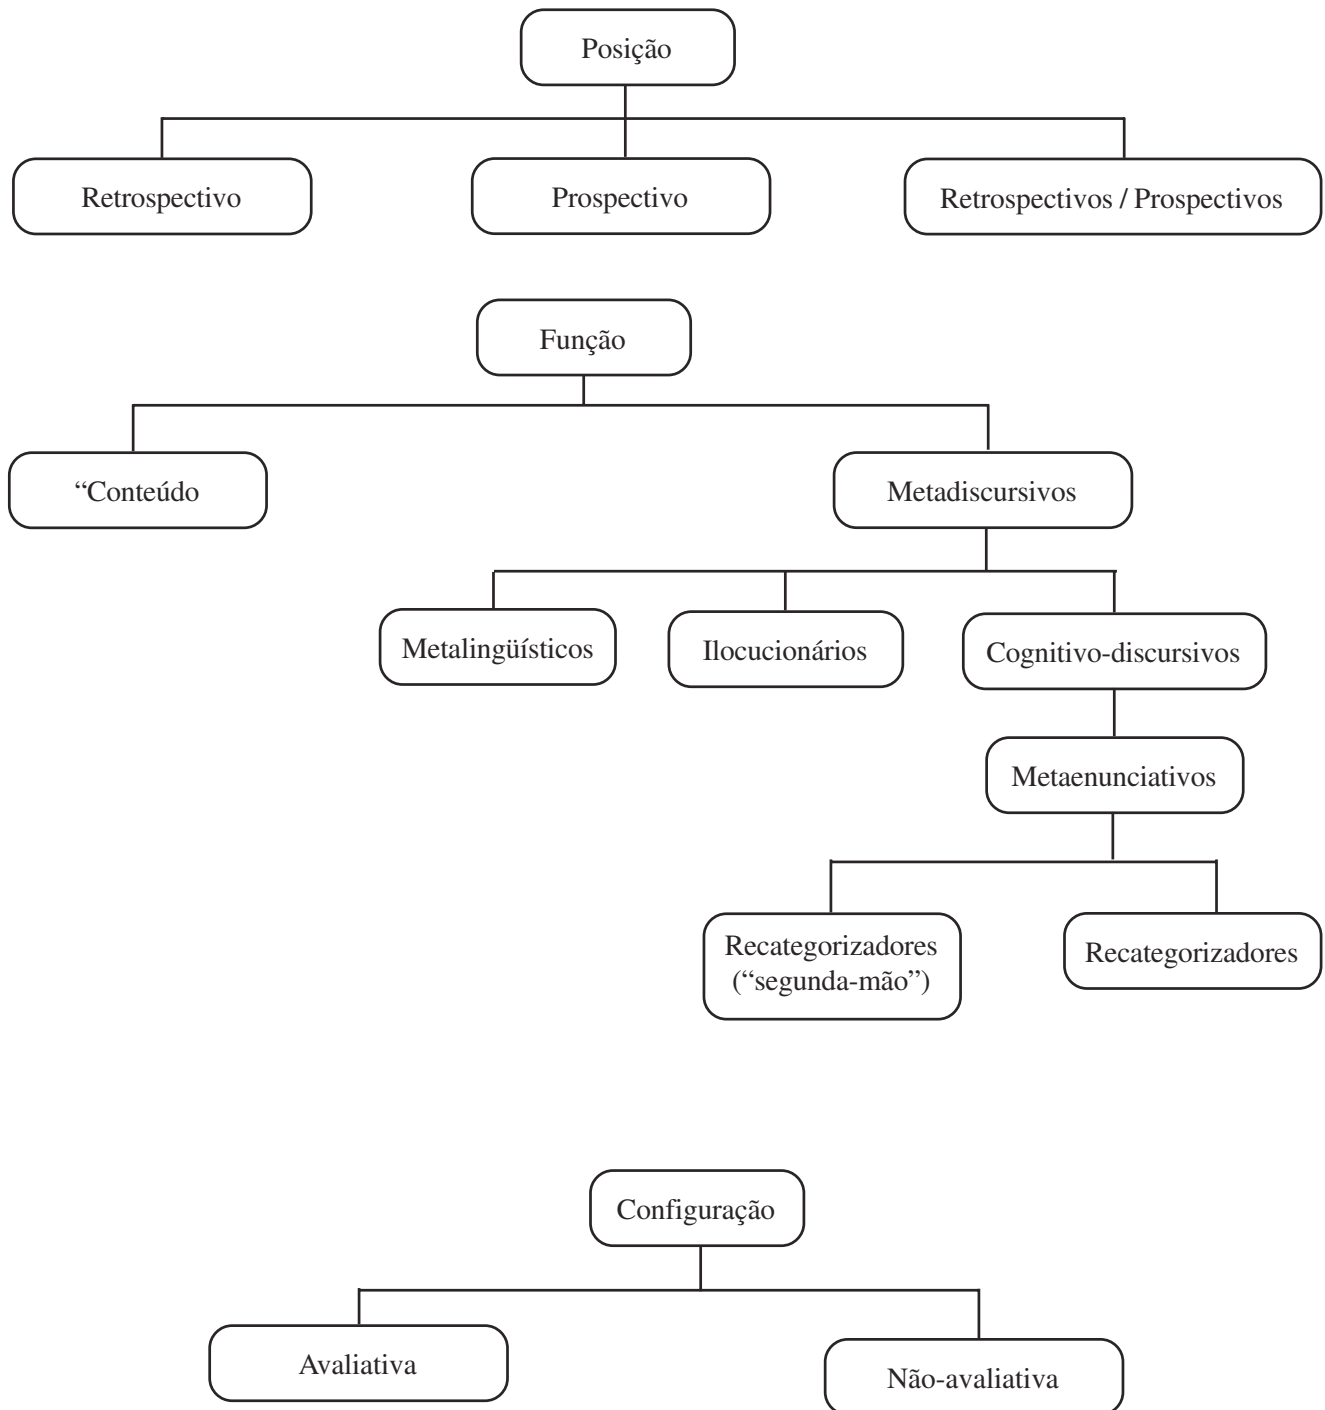 Posição
Retrospectivo
Prospectivo
Retrospectivos / Prospectivos
Função
“Conteúdo
Metadiscursivos
Metalingüísticos
Ilocucionários
Cognitivo-discursivos
Metaenunciativos
Recategorizadores
(“segunda-mão”)
Recategorizadores
Configuração
Avaliativa
Não-avaliativa